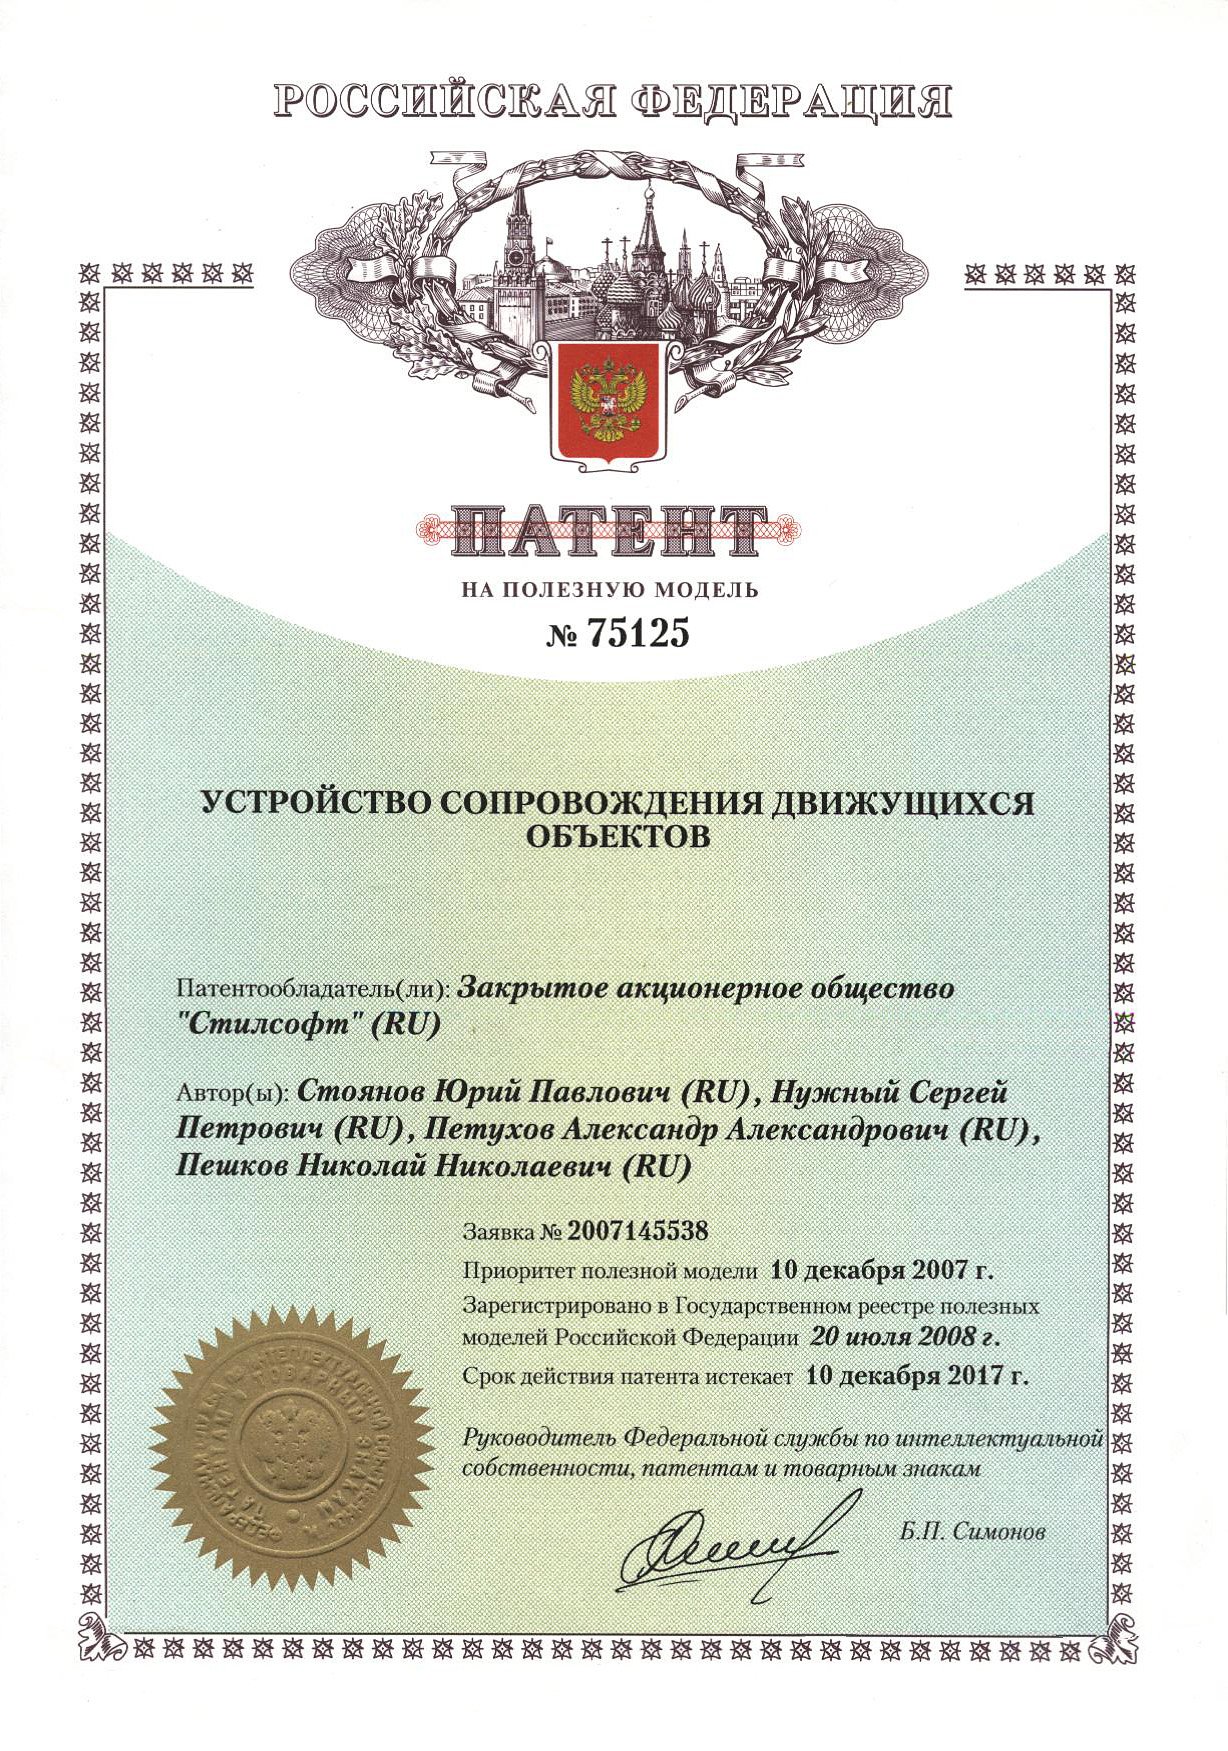 РОССИЙСКАЯ ФЕДЕРАЦИЯ
ПАТЕНТ
НА ПОЛЕЗНУЮ МОДЕЛЬ
№ 75125
УСТРОЙСТВО СОПРОВОЖДЕНИЯ ДВИЖУЩИХСЯ
ОБЪЕКТОВ
Патентообладатель(ли): Закрытое акционерное общество
"Стилсофт" (RU)
Автор(ы): Стоянов Юрий Павлович (RU), Нужный Сергей
Петрович (RU), Петухов Александр Александрович (RU),
Пешков Николай Николаевич (RU)
Заявка № 2007145538
Приоритет полезной модели 10 декабря 2007 г.
Зарегистрировано в Государственном реестре полезных
моделей Российской Федерации 20 июля 2008 г.
Срок действия патента истекает 10 декабря 2017 г.
Руководитель Федеральной службы по интеллектуальной
собственности, патентам и товарным знакам
Б.П. Симонов